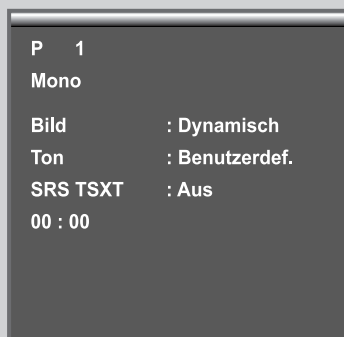 P 1
Mono
Bild : Dynamisch
Ton : Benutzerdef.
SRS TSXT : Aus
00 : 00